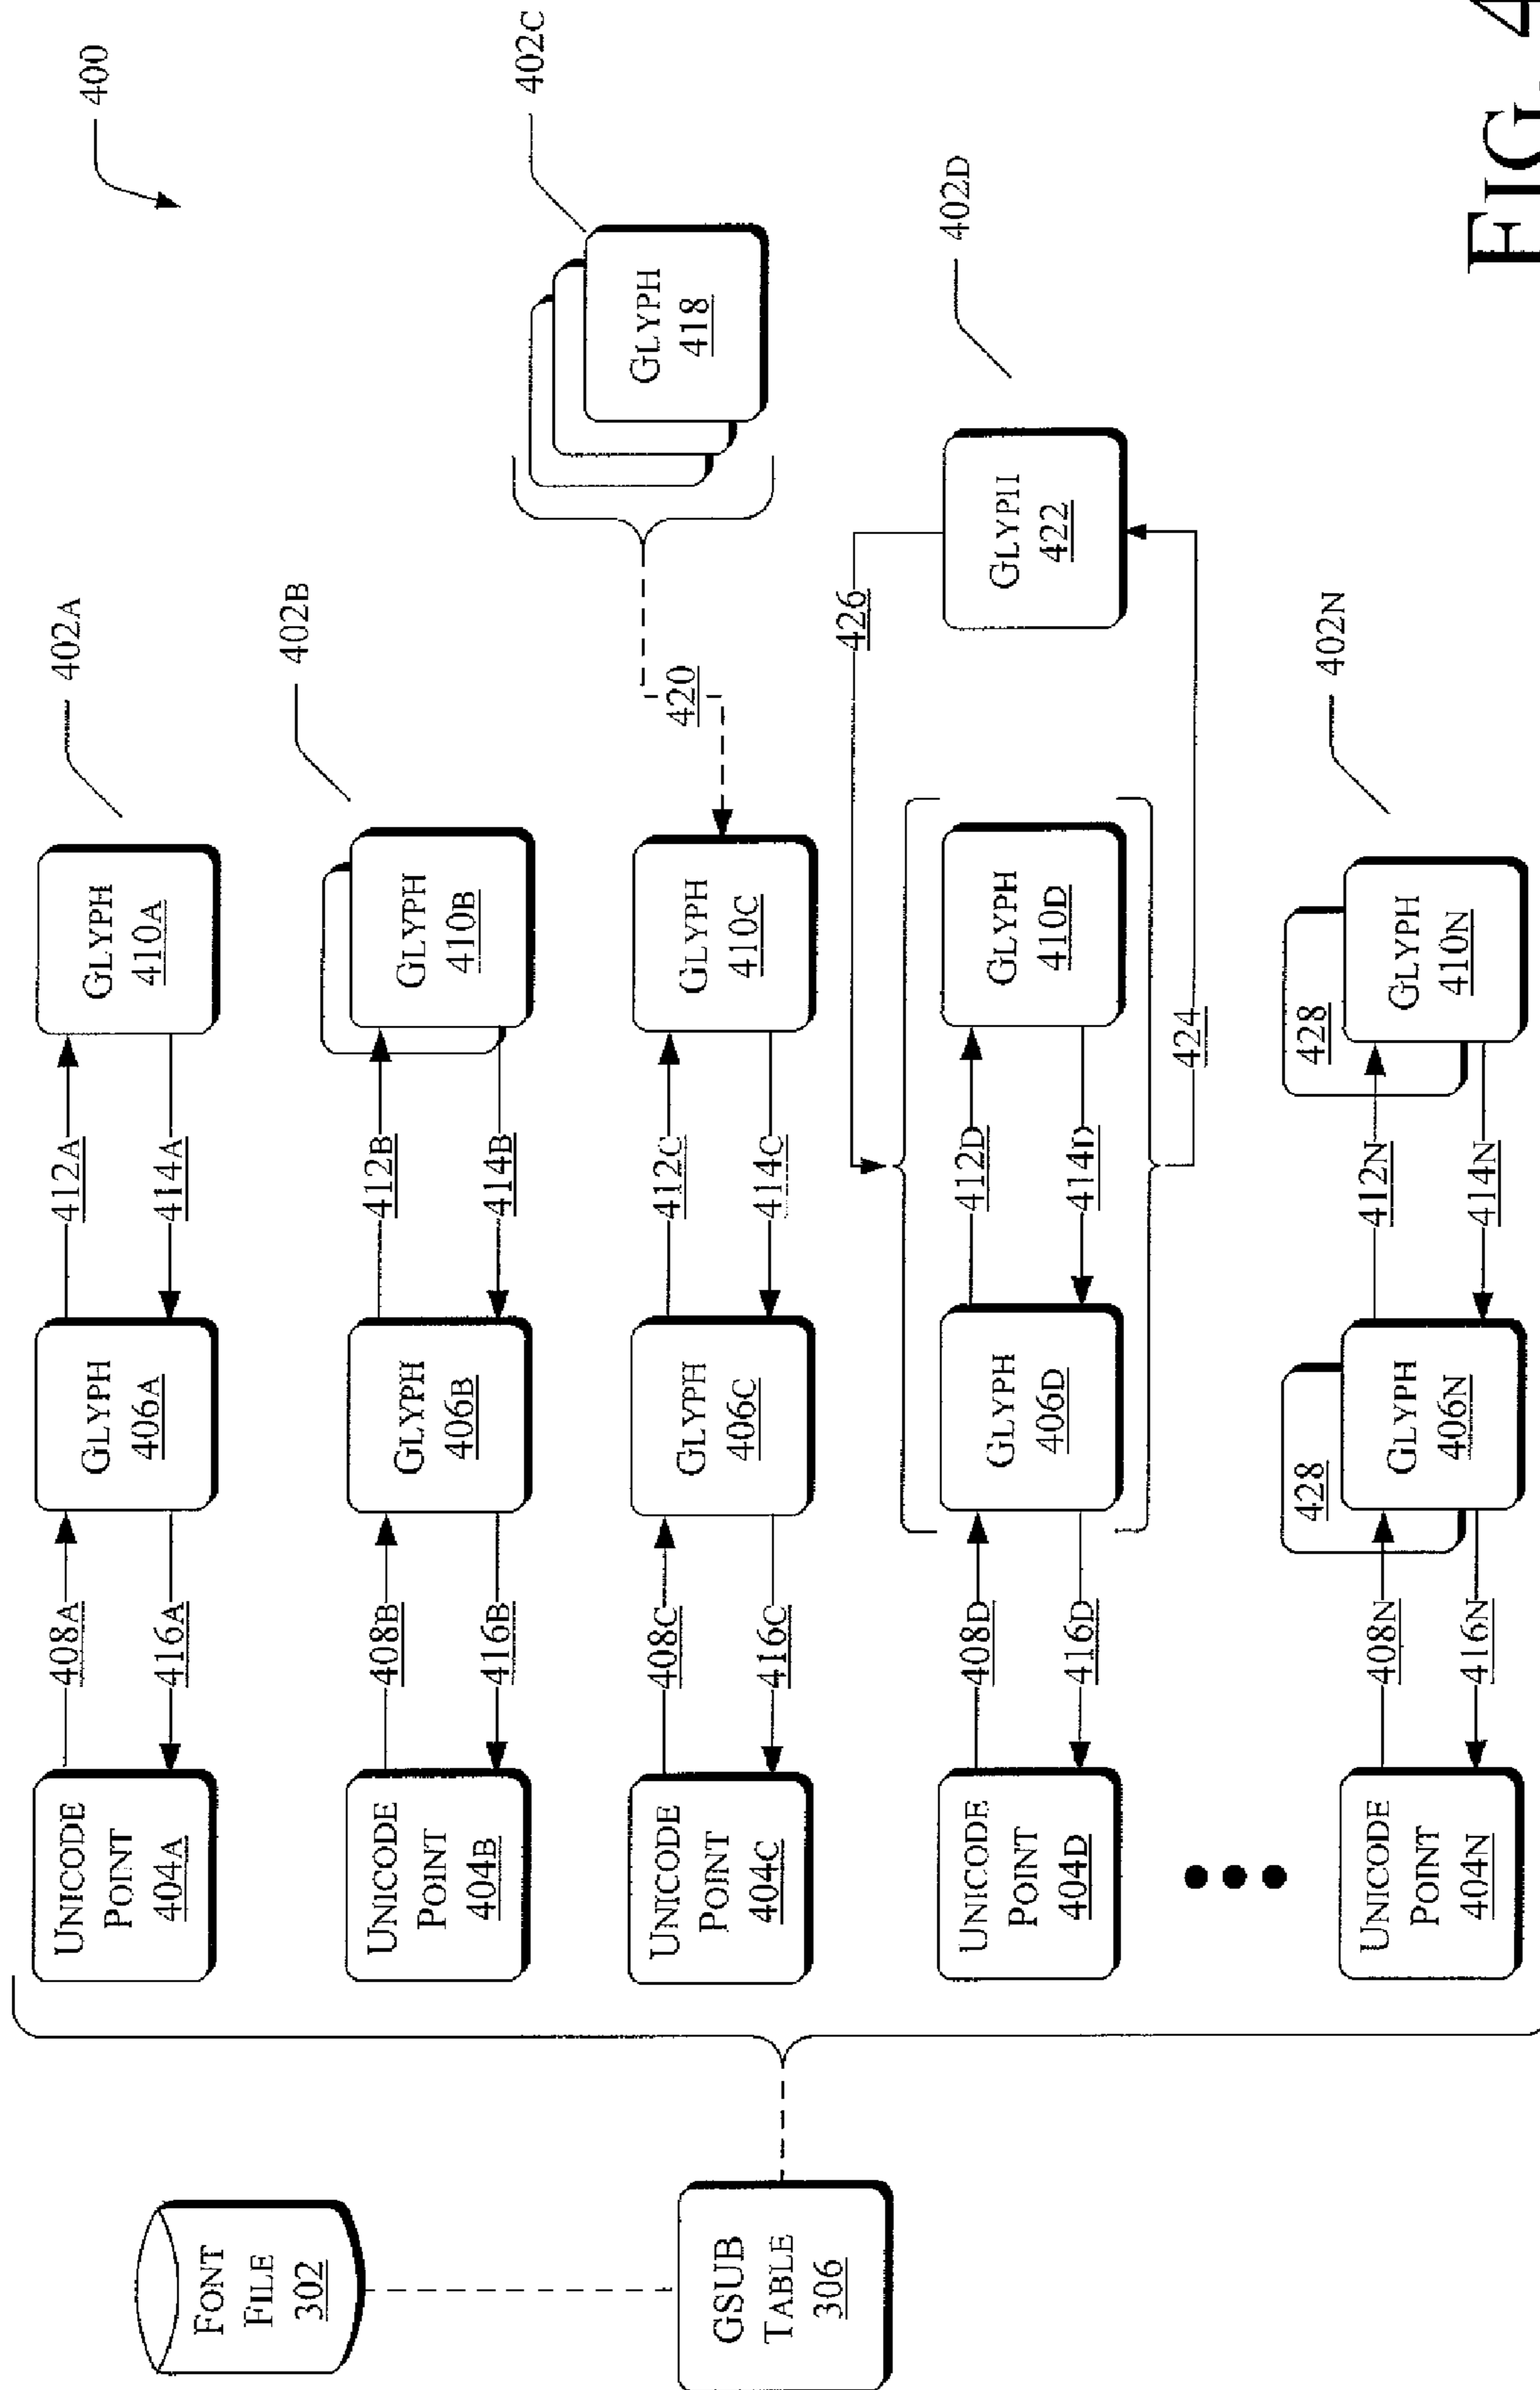 400
FONT
FILE
302
GSUB
TABLE
306
UNICODE
POINT
404A
408A
416A
GLYPH
406A
412A
414A
GLYPH
410A
402A
UNICODE
POINT
404B
408B
416B
GLYPH
406B
412B
414B
GLYPH
410B
402B
UNICODE
POINT
404C
408C
416C
GLYPH
406C
412C
414C
GLYPH
410C
420
GLYPH
418
402C
UNICODE
POINT
404D
408D
416D
GLYPH
406D
412D
414D
GLYPH
410D
426
424
GLYPH
422
402D
UNICODE
POINT
404N
408N
416N
428
GLYPH
406N
412N
414N
428
GLYPH
410N
402N
FIG. 4